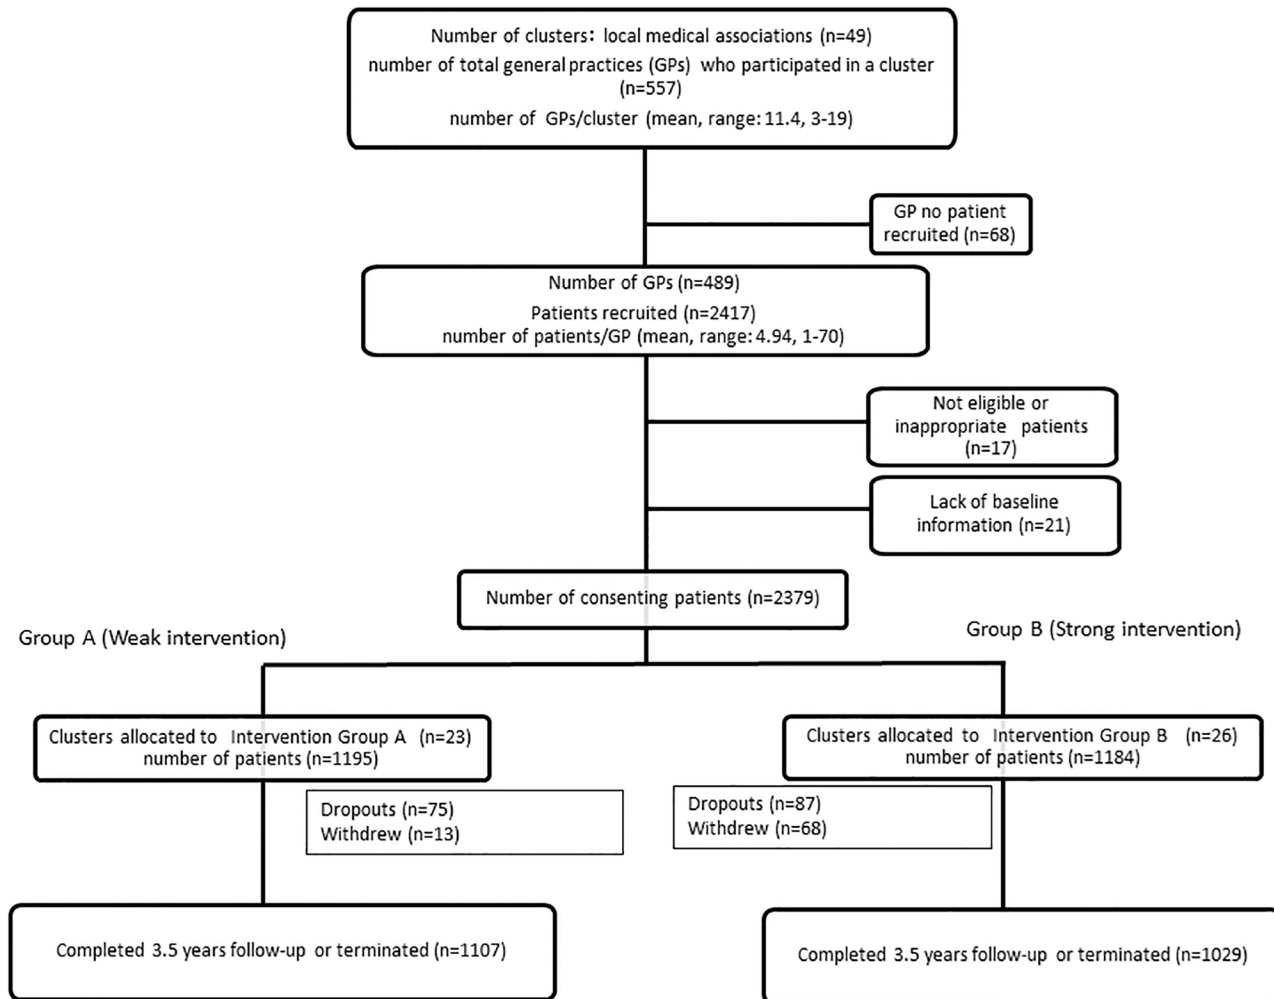 Number of clusters: local medical associations (n=49)
number of total general practices (GPs) who participated in a cluster
(n=557)
number of GPs/cluster (mean, range: 11.4, 3-19)
GP no patient
recruited (n=68)
Number of GPs (n=489)
Patients recruited (n=2417)
number of patients/GP (mean, range: 4.94, 1-70)
Not eligible or
inappropriate patients
(n=17)
Lack of baseline
information (n=21)
Number of consenting patients (n=2379)
Group A (Weak intervention)
Group B (Strong intervention)
Clusters allocated to Intervention Group A (n=23)
number of patients (n=1195)
Clusters allocated to Intervention Group B (n=26)
number of patients (n=1184)
Dropouts (n=75)
Withdrew (n=13)
Dropouts (n=87)
Withdrew (n=68)
Completed 3.5 years follow-up or terminated (n=1107)
Completed 3.5 years follow-up or terminated (n=1029)